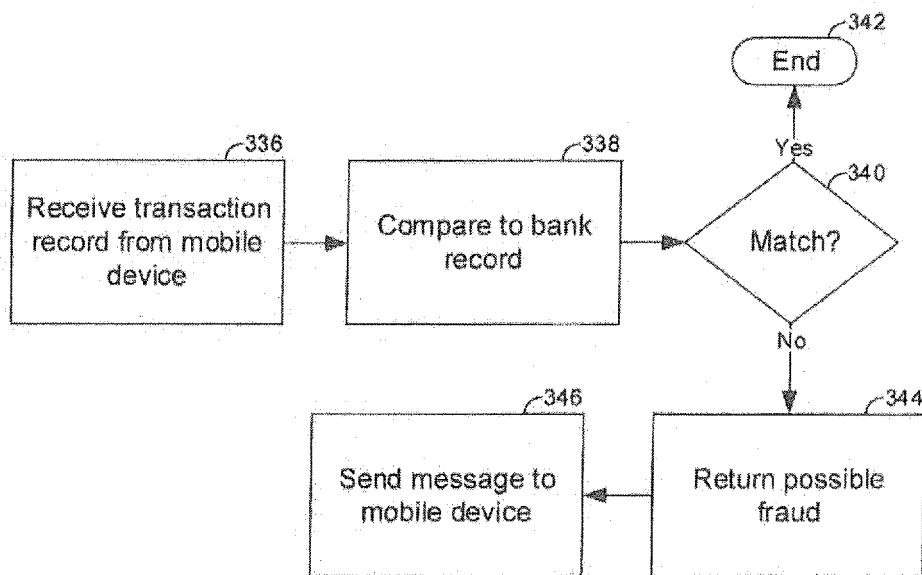 342
End
336
338
Yes
340
Receive transaction
record from mobile
device
Compare to bank
record
Match?
No
346
344
Send message to
mobile device
Return possible
fraud